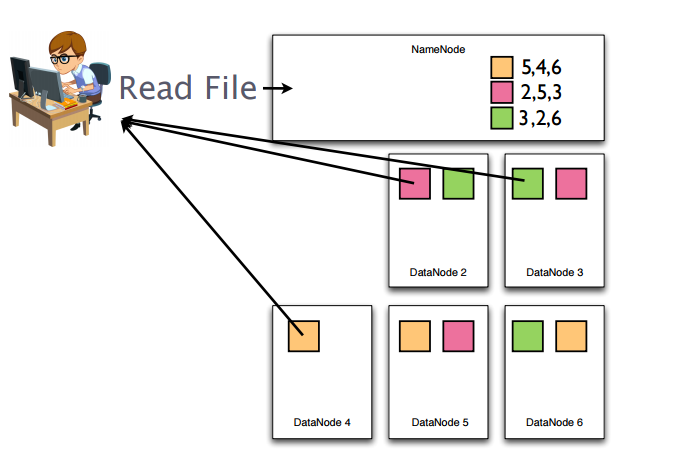 NameNode
5,4,6
Read File
2,5,3
3,2,6
DataNode 2
DataNode 3
DataNode 4
DataNode 5
DataNode 6